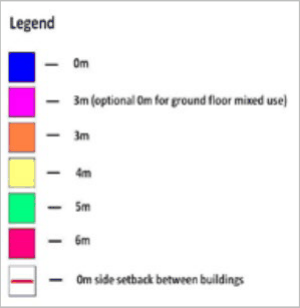 Legend
— 0m
— 3m (optional 0m for ground floor mixed use)
— 3m
— 4m
— 5m
— 6m
— 0m side setback between buildings